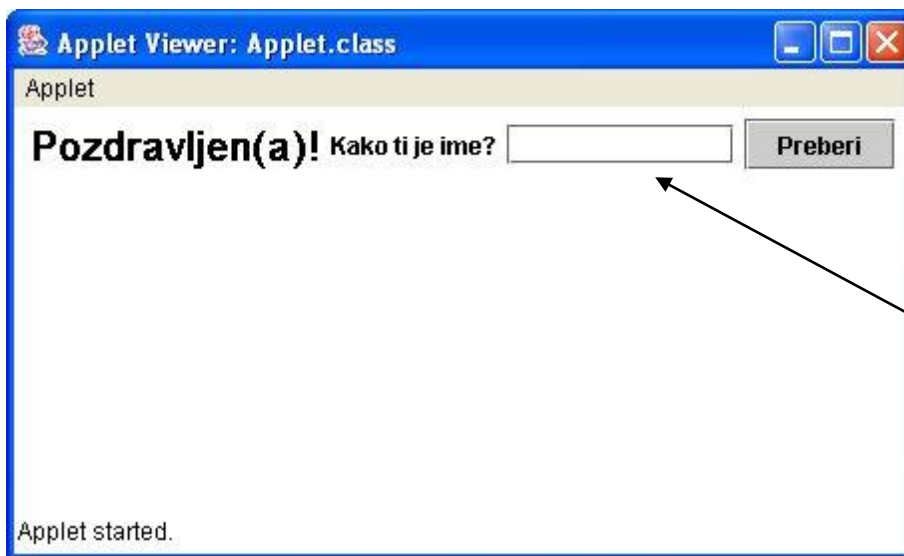 Applet Viewer: Applet.class
Applet
Pozdravljen(a)! Kako ti je ime? Preberi
Applet started.